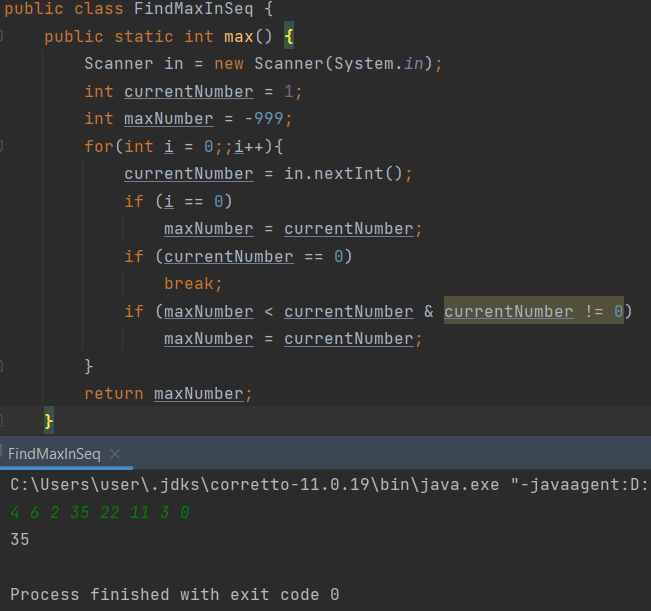 public class FindMaxInSeq {
    public static int max() {
        Scanner in = new Scanner(System.in);
        int currentNumber = 1;
        int maxNumber = -999;
        for(int i = 0;;i++){
            currentNumber = in.nextInt();
            if (i == 0)
                maxNumber = currentNumber;
            if (currentNumber == 0)
                break;
            if (maxNumber < currentNumber & currentNumber != 0)
                maxNumber = currentNumber;
        }
        return maxNumber;
    }
FindMaxInSeq ×
C:\Users\user\.jdks\corretto-11.0.19\bin\java.exe "-javaagent:D:
4 6 2 35 22 11 3 0
35
Process finished with exit code 0